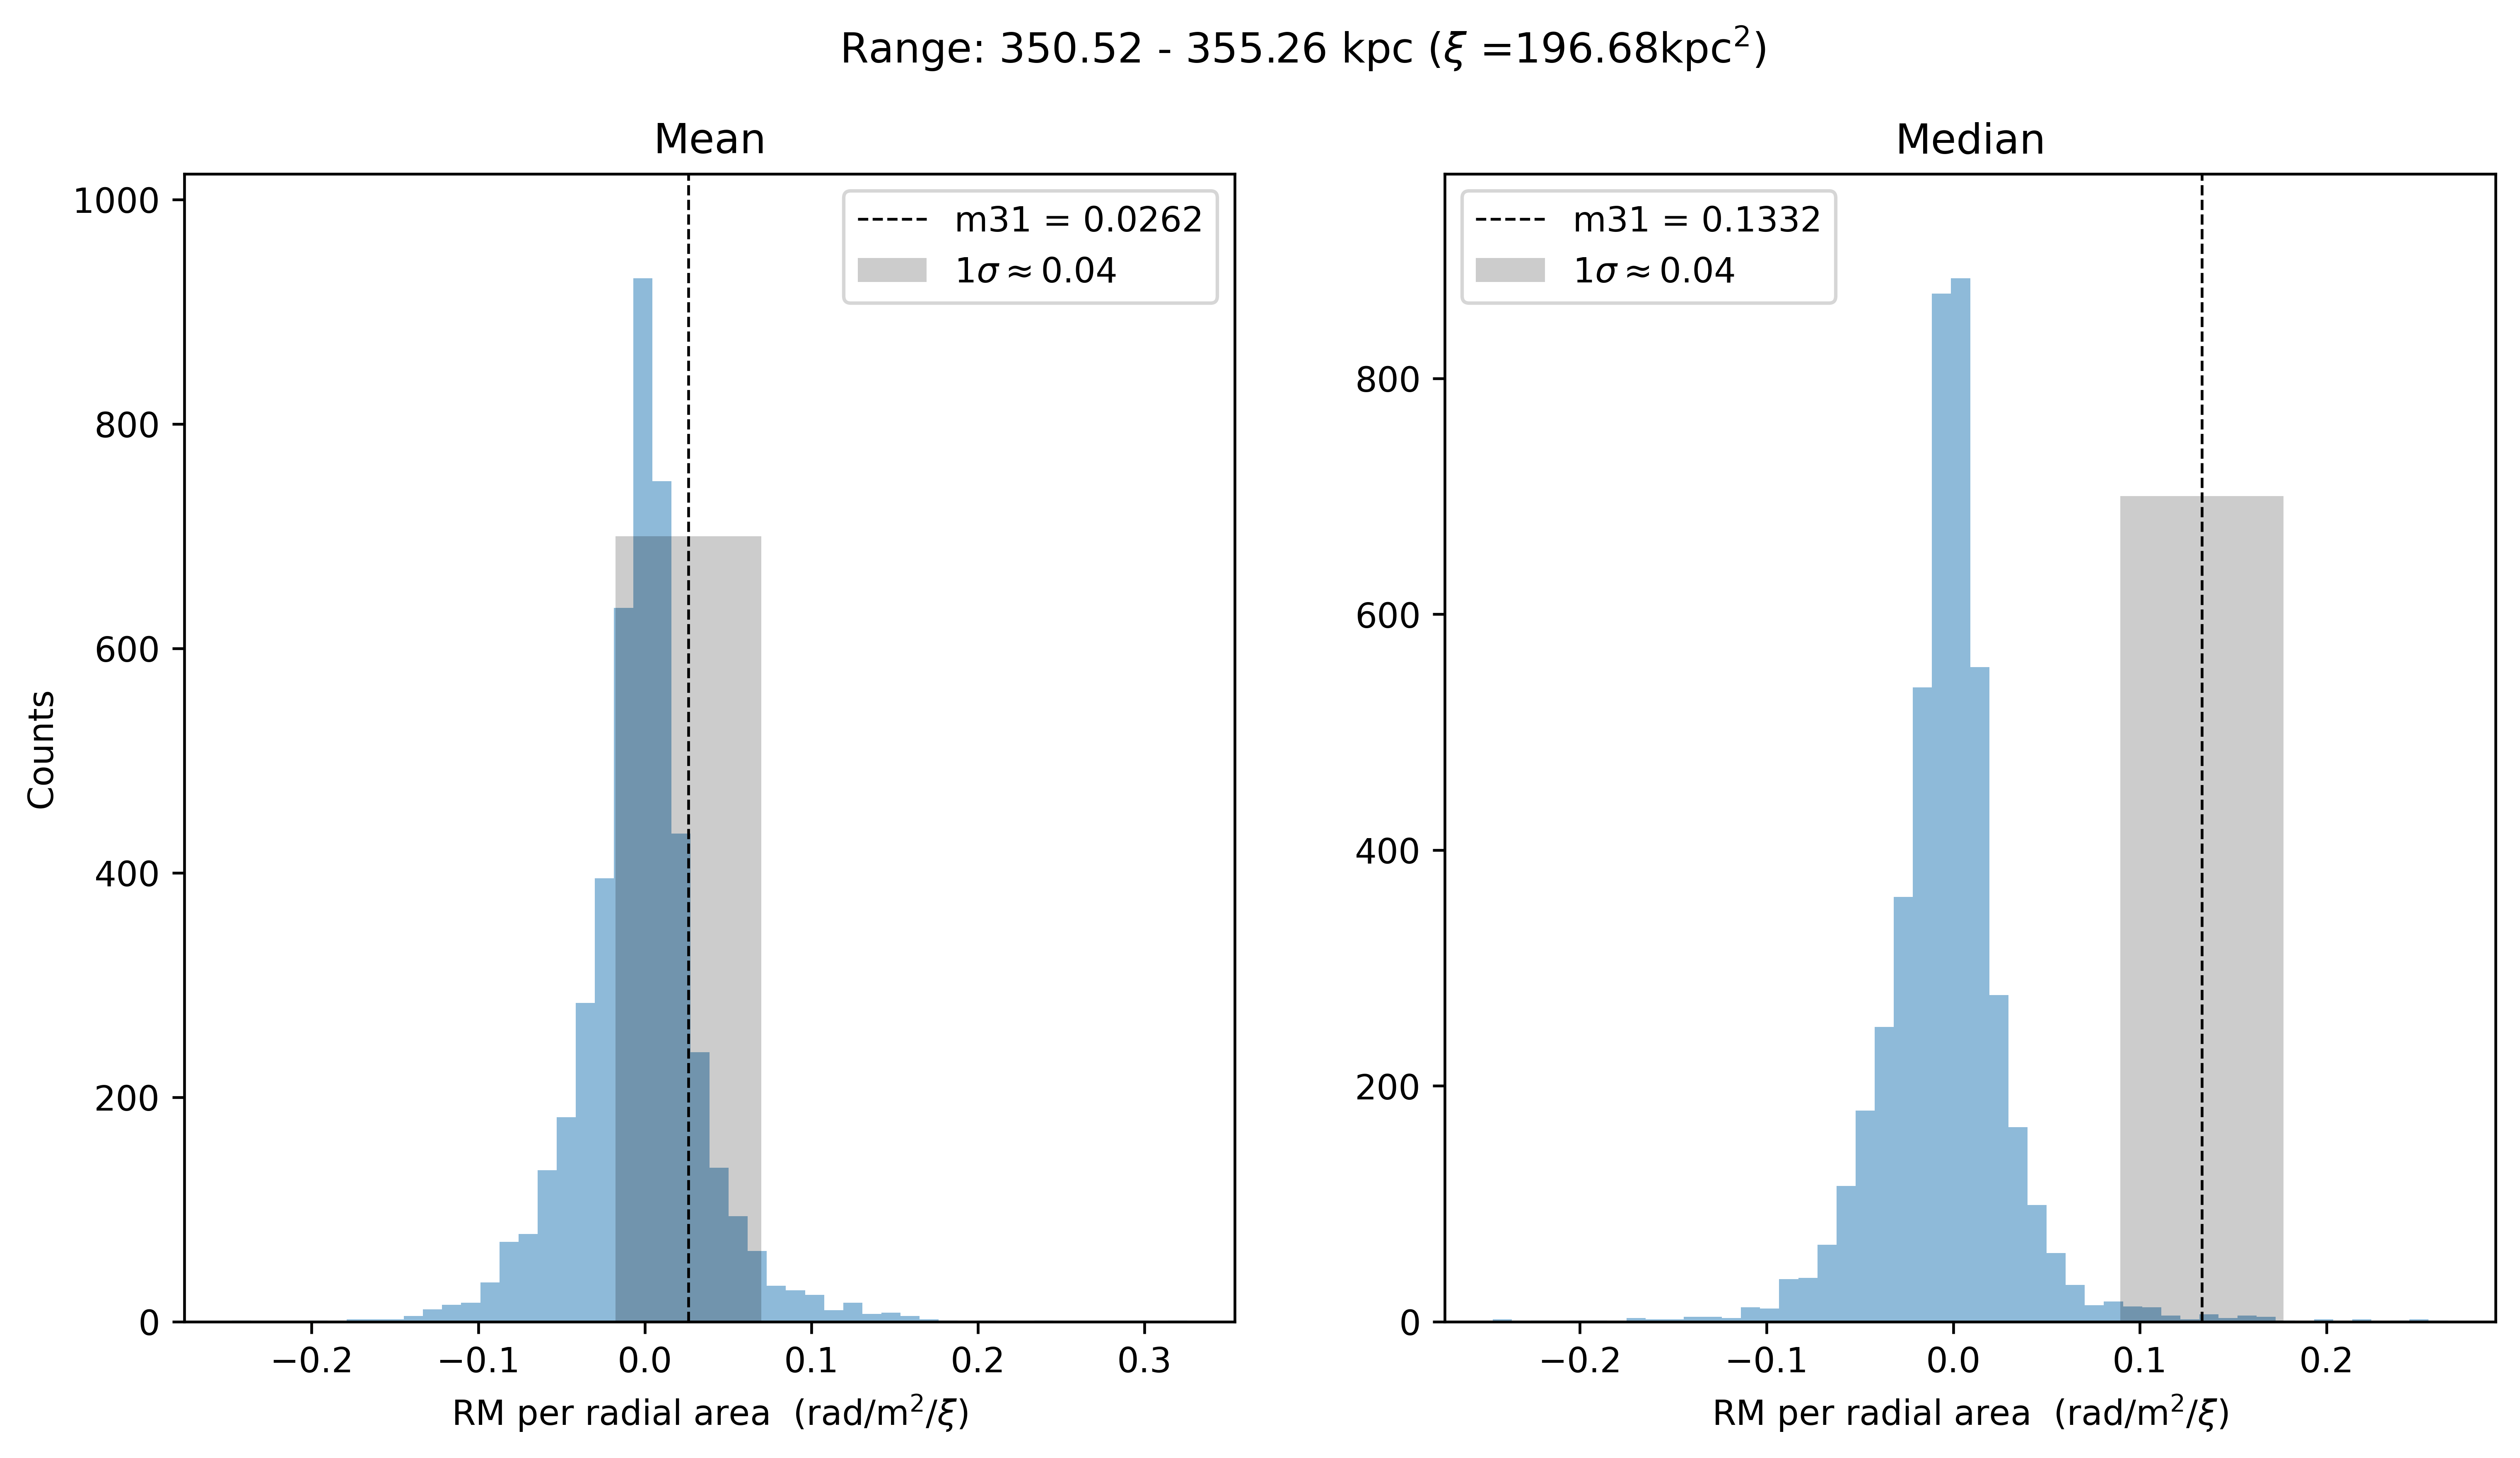 Range: 350.52 - 355.26 kpc (ξ =196.68kpc²)
Mean
m31 = 0.0262
1σ ≈ 0.04
1000
800
600
400
200
0
Counts
−0.2 −0.1 0.0 0.1 0.2 0.3
RM per radial area (rad/m²/ξ)
Median
m31 = 0.1332
1σ ≈ 0.04
800
600
400
200
0
−0.2 −0.1 0.0 0.1 0.2
RM per radial area (rad/m²/ξ)